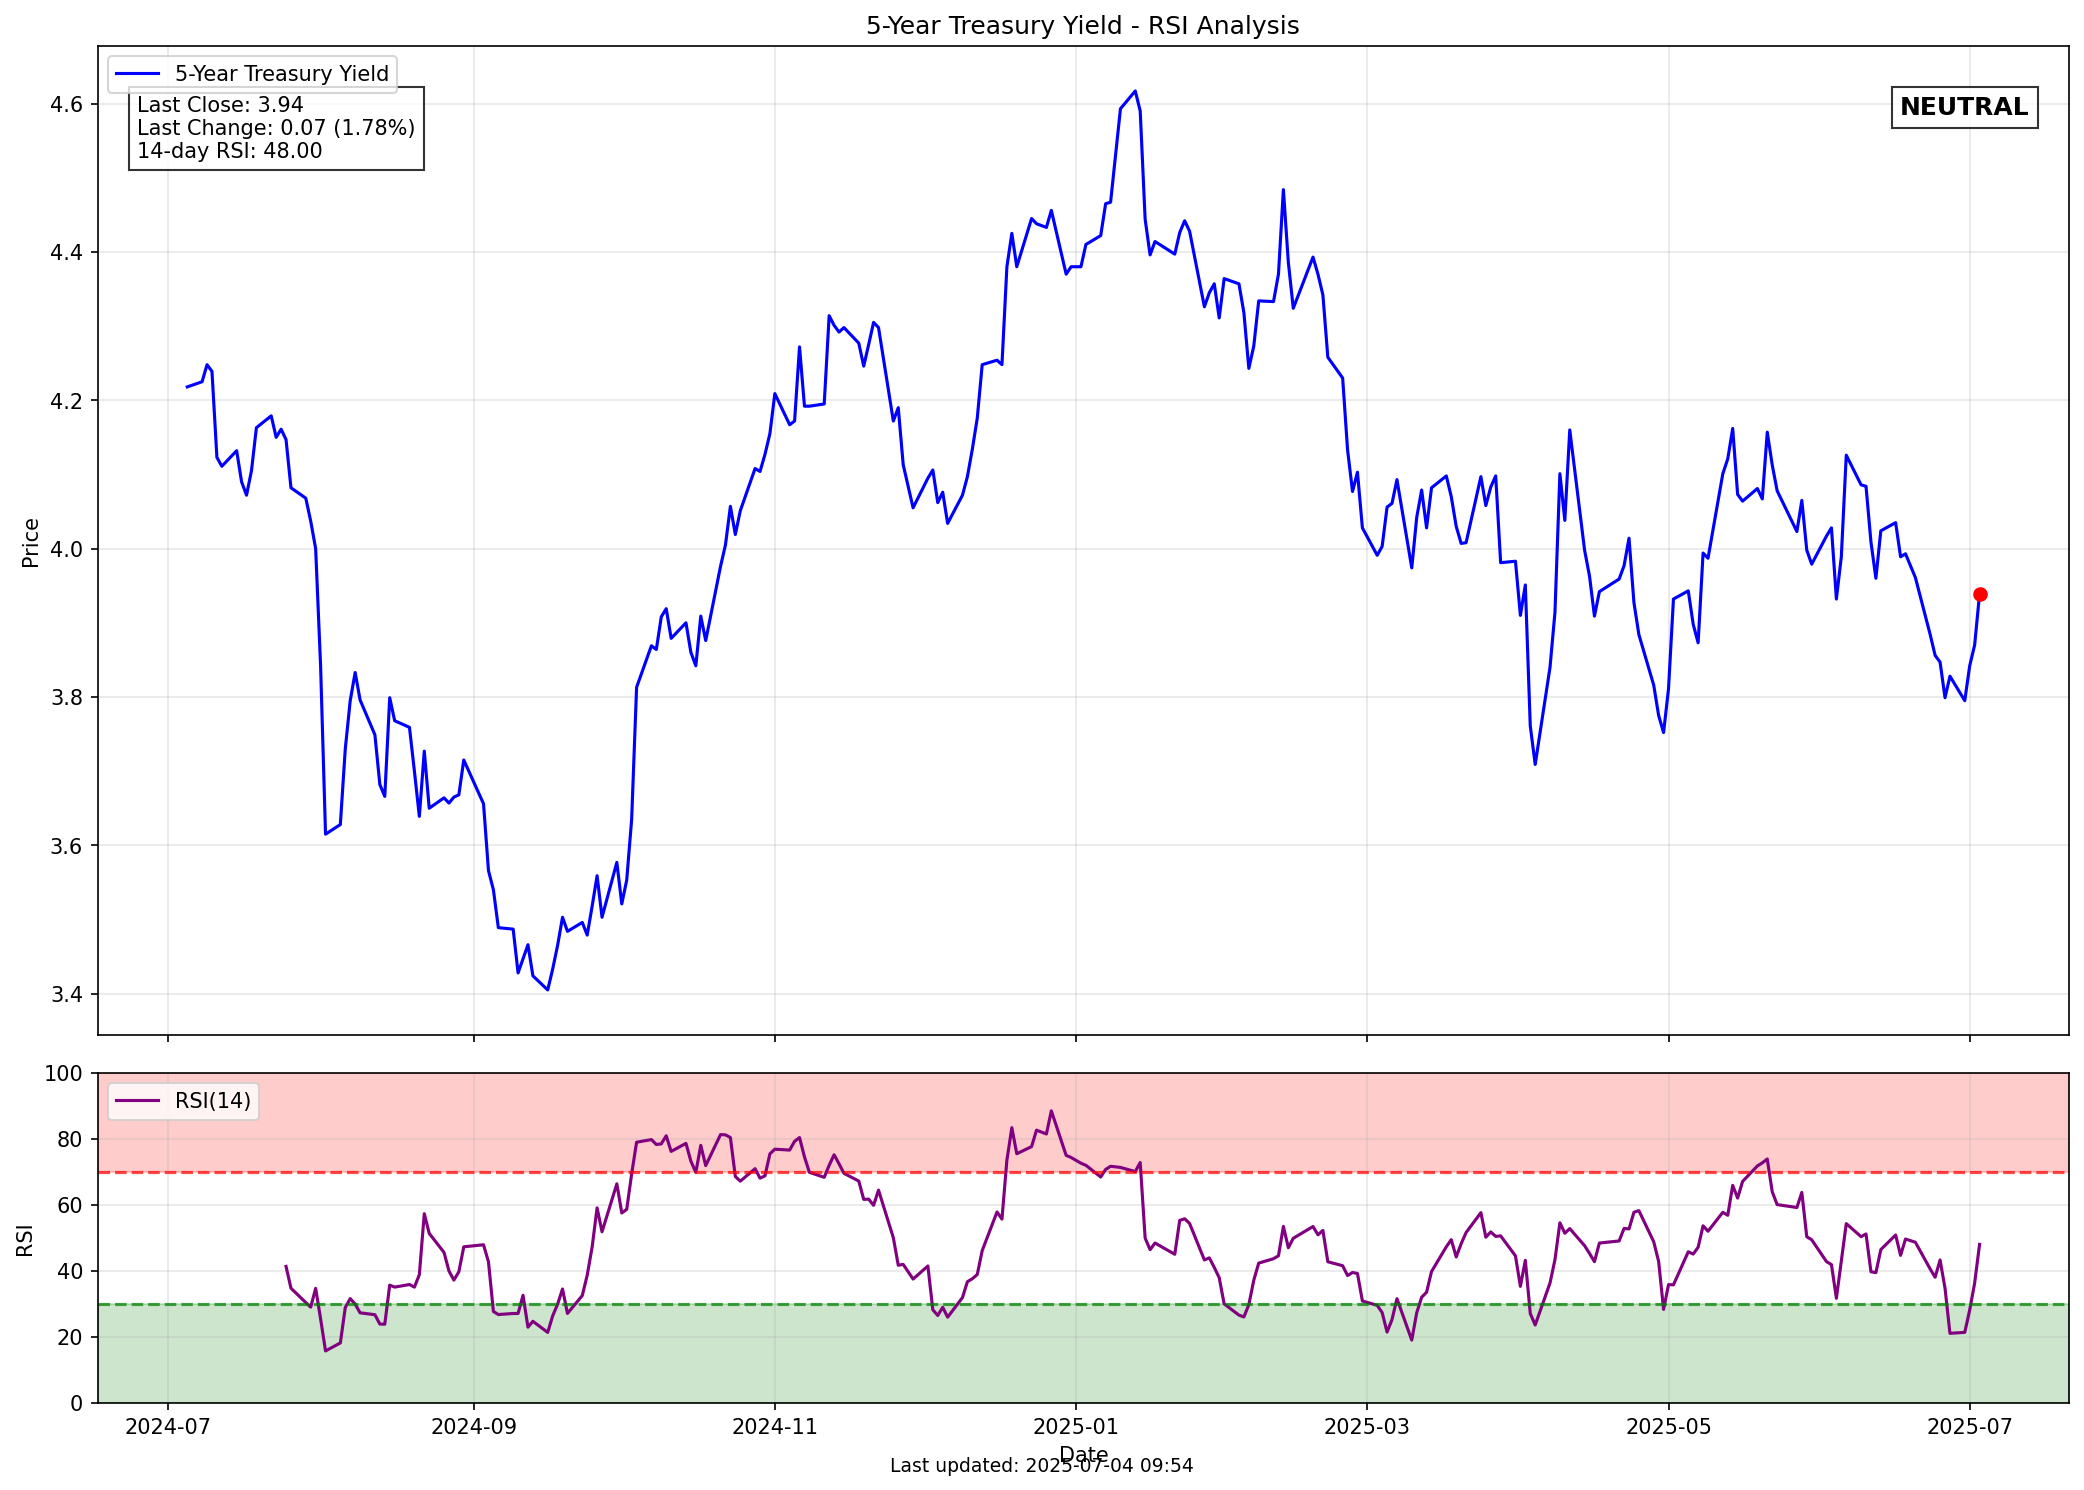 5-Year Treasury Yield - RSI Analysis
5-Year Treasury Yield
Last Close: 3.94
Last Change: 0.07 (1.78%)
14-day RSI: 48.00
NEUTRAL
4.6
4.4
4.2
4.0
3.8
3.6
3.4
Price
RSI(14)
100
80
60
40
20
0
RSI
2024-07
2024-09
2024-11
2025-01
2025-03
2025-05
2025-07
Date
Last updated: 2025-07-04 09:54